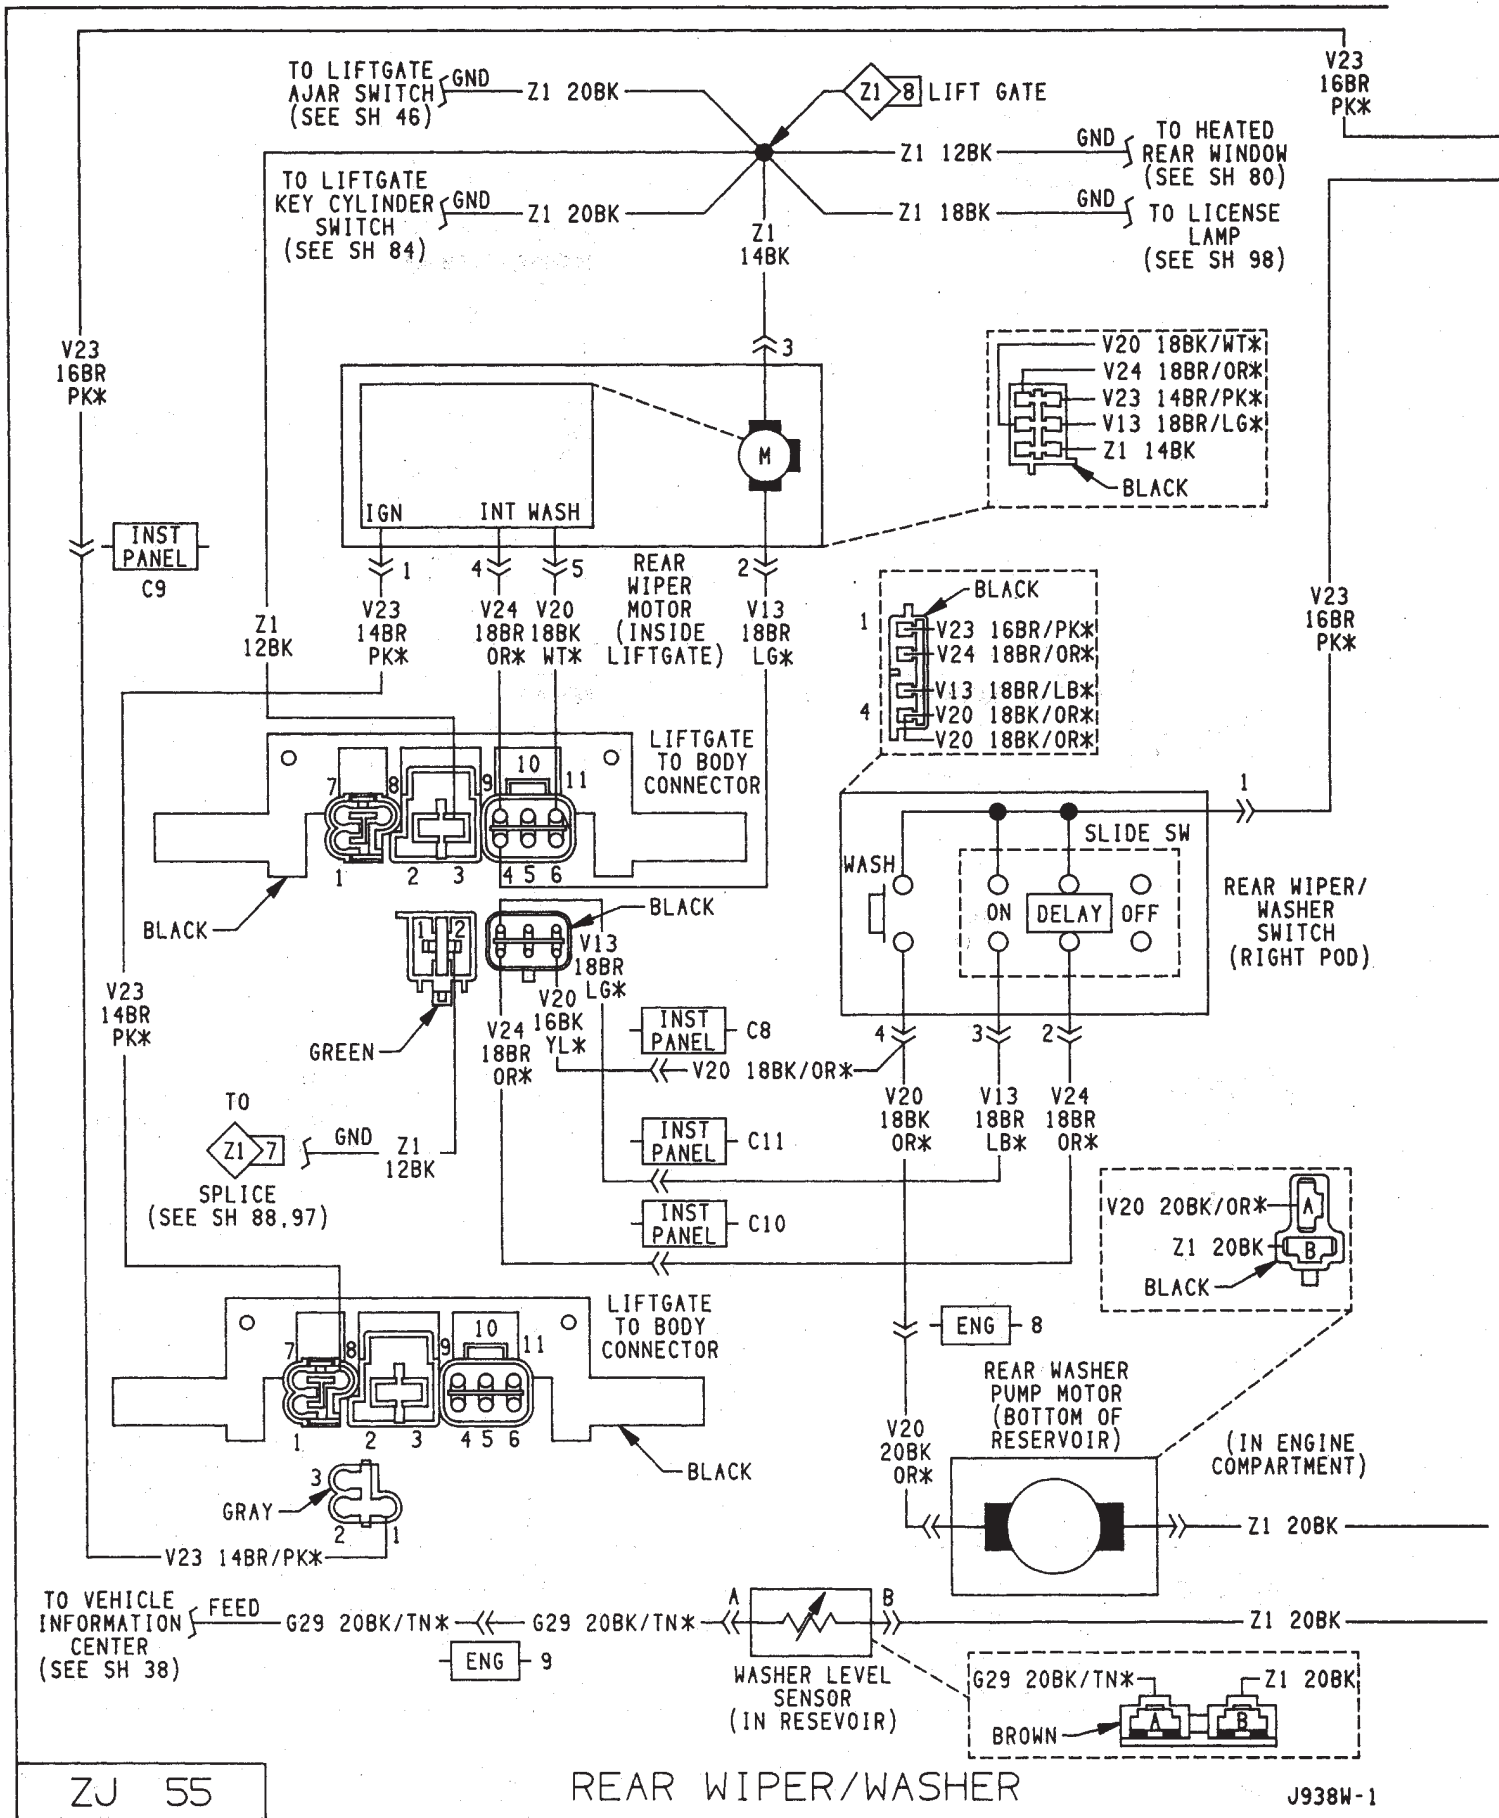 V23
16BR
PK*
TO LIFTGATE
AJAR SWITCH
(SEE SH 46)
GND
Z1 20BK
Z1 8 LIFT GATE
Z1 12BK
GND
TO HEATED
REAR WINDOW
(SEE SH 80)
TO LIFTGATE
KEY CYLINDER
SWITCH
(SEE SH 84)
GND
Z1 20BK
Z1 18BK
GND
TO LICENSE
LAMP
(SEE SH 98)
Z1
14BK
3
V23
16BR
PK*
V20 18BK/WT*
V24 18BR/OR*
V23 14BR/PK*
V13 18BR/LG*
Z1 14BK
BLACK
M
IGN
INT WASH
INST
PANEL
C9
1
4
5
2
REAR
WIPER
MOTOR
(INSIDE
LIFTGATE)
Z1
12BK
V23
14BR
PK*
V24
18BR
OR*
V20
18BK
WT*
V13
18BR
LG*
BLACK
1
V23 16BR/PK*
V24 18BR/OR*
V13 18BR/LB*
4
V20 18BK/OR*
V20 18BK/OR*
V23
16BR
PK*
LIFTGATE
TO BODY
CONNECTOR
7
8
9
10
11
1
2
3
4 5 6
BLACK
1
SLIDE SW
WASH
ON
DELAY
OFF
REAR WIPER/
WASHER
SWITCH
(RIGHT POD)
BLACK
1 2
GREEN
V13
18BR
LG*
V20
16BK
YL*
V24
18BR
OR*
V23
14BR
PK*
INST
PANEL
C8
V20 18BK/OR*
4
3
2
V20
18BK
OR*
V13
18BR
LB*
V24
18BR
OR*
INST
PANEL
C11
INST
PANEL
C10
TO
Z1 7
GND
Z1
12BK
SPLICE
(SEE SH 88,97)
V20 20BK/OR*
A
Z1 20BK
B
BLACK
LIFTGATE
TO BODY
CONNECTOR
7
8
9
10
11
1
2
3
4 5 6
BLACK
ENG
8
REAR WASHER
PUMP MOTOR
(BOTTOM OF
RESERVOIR)
V20
20BK
OR*
(IN ENGINE
COMPARTMENT)
3
GRAY
2
1
V23 14BR/PK*
Z1 20BK
TO VEHICLE
INFORMATION
CENTER
(SEE SH 38)
FEED
G29 20BK/TN*
G29 20BK/TN*
A
B
Z1 20BK
ENG
9
WASHER LEVEL
SENSOR
(IN RESEVOIR)
G29 20BK/TN*
Z1 20BK
A
B
BROWN
ZJ 55
REAR WIPER/WASHER
J938W-1